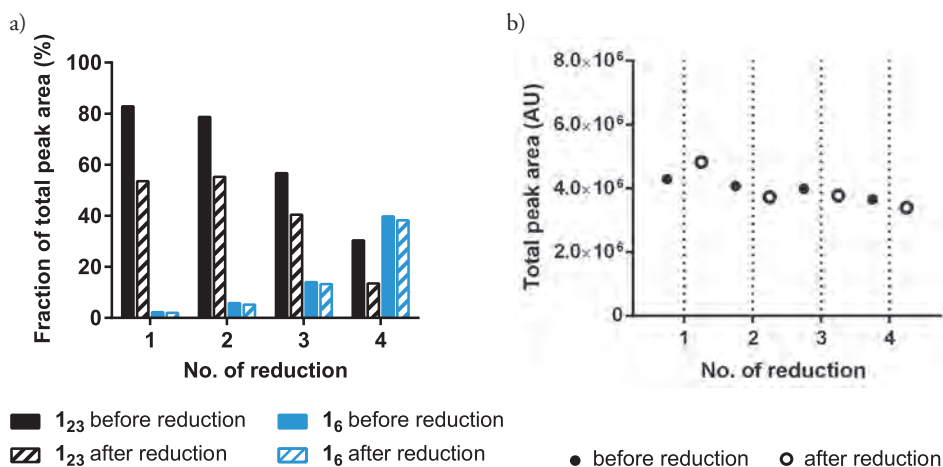 a)
Fraction of total peak area (%)
100
80
60
40
20
0
1 2 3 4
No. of reduction
1₂₃ before reduction
1₂₃ after reduction
1₆ before reduction
1₆ after reduction
b)
Total peak area (AU)
8.0×10⁶
6.0×10⁶
4.0×10⁶
2.0×10⁶
0
1 2 3 4
No. of reduction
before reduction after reduction